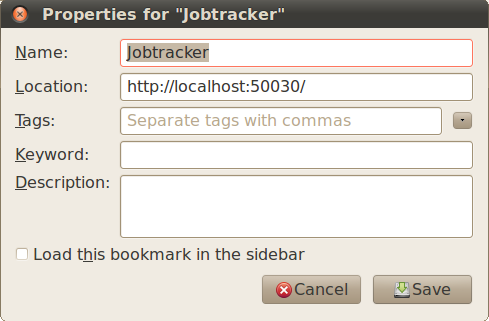 Properties for "Jobtracker"
Name: Jobtracker
Location: http://localhost:50030/
Tags: Separate tags with commas
Keyword:
Description:
Load this bookmark in the sidebar
Cancel Save